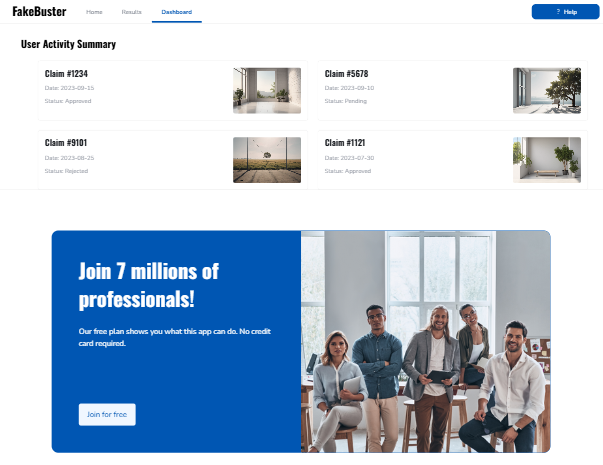 FakeBuster
Home
Results
Dashboard
? Help
User Activity Summary
Claim #1234
Date: 2023-09-15
Status: Approved
Claim #5678
Date: 2023-09-10
Status: Pending
Claim #9101
Date: 2023-08-25
Status: Rejected
Claim #1121
Date: 2023-07-30
Status: Approved
Join 7 millions of
professionals!
Our free plan shows you what this app can do. No credit
card required.
Join for free